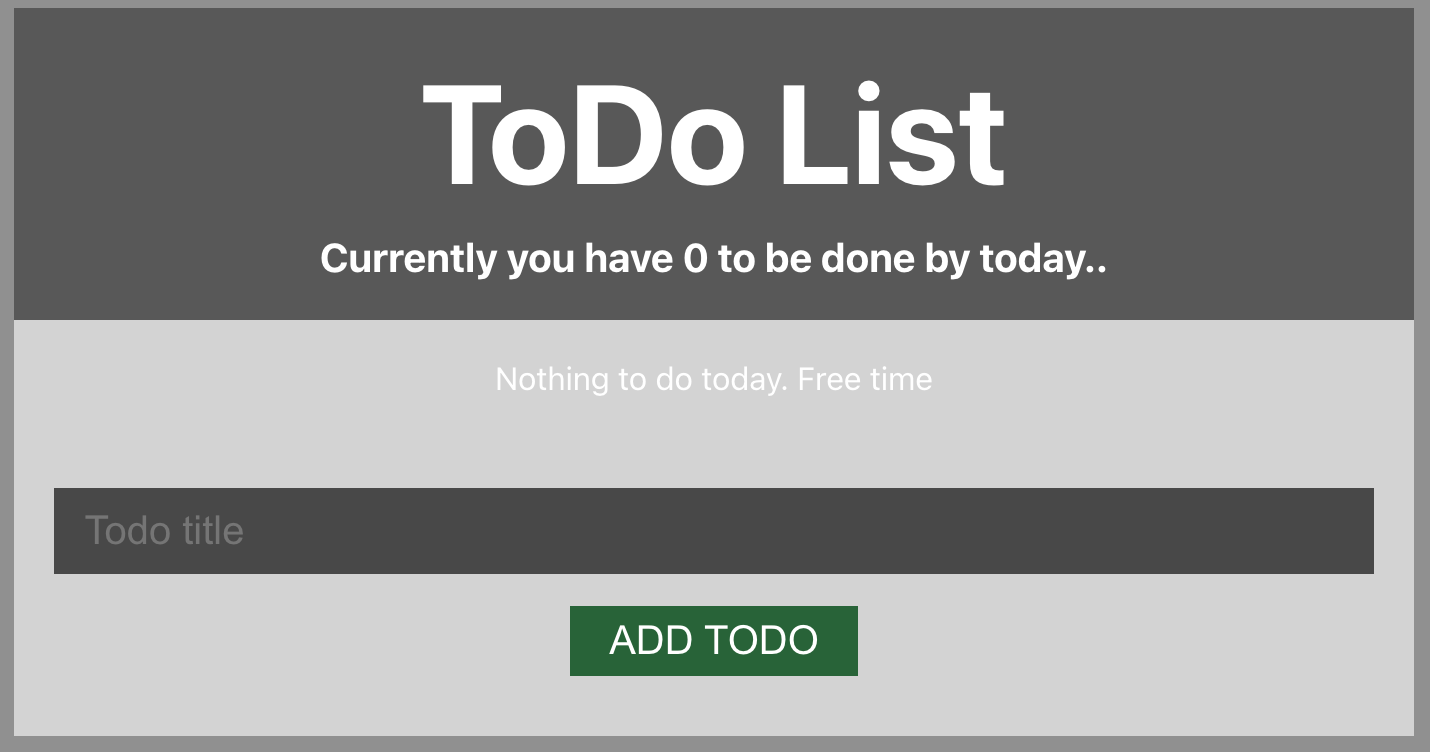 ToDo List
Currently you have 0 to be done by today..
Nothing to do today. Free time
Todo title
ADD TODO